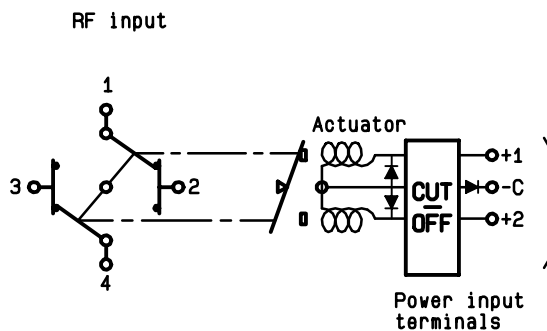 RF input
1
3
2
4
Actuator
CUT
OFF
+1
-C
+2
Power input
terminals